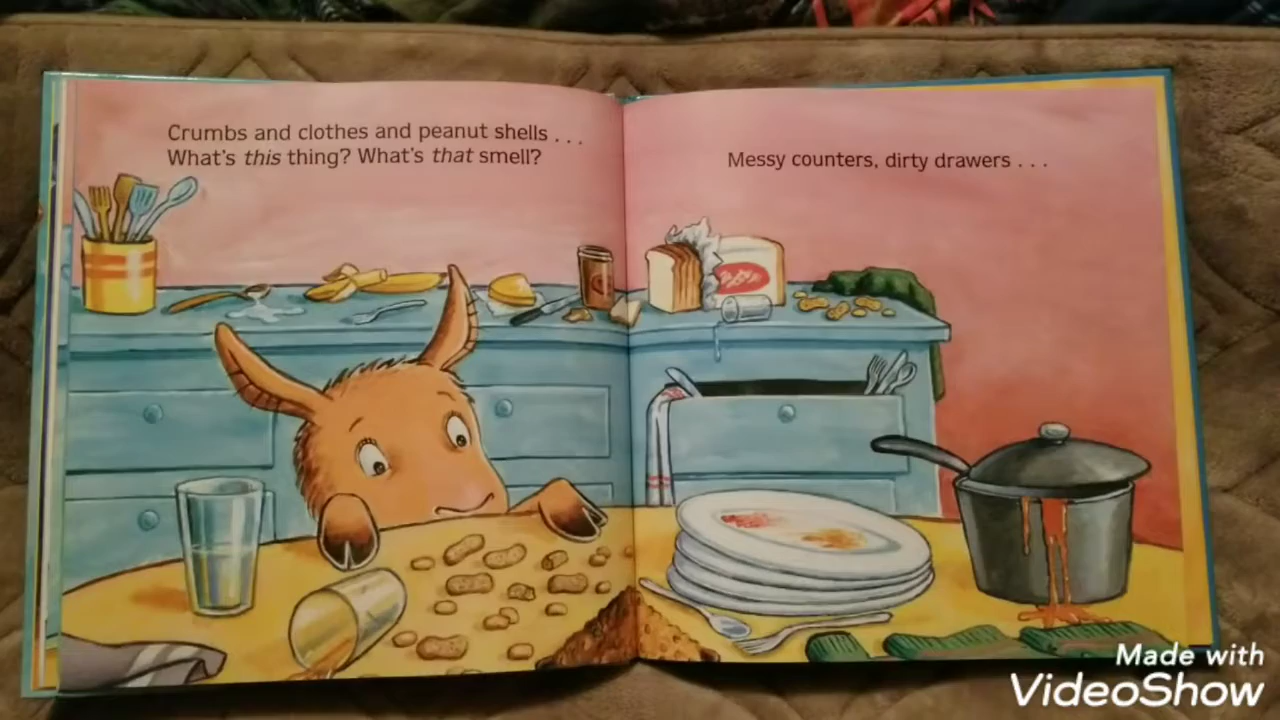 Crumbs and clothes and peanut shells . . .
What's this thing? What's that smell?
Messy counters, dirty drawers . . .
Made with
VideoShow